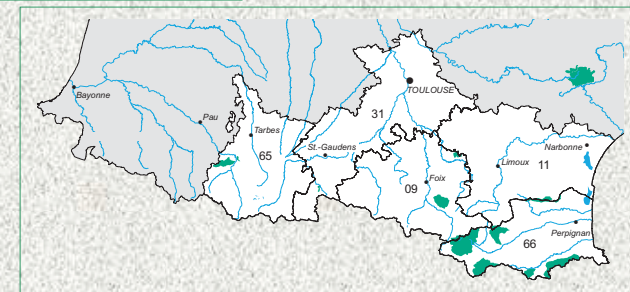 TOULOUSE
Bayonne
31
Pau
Tarbes
St.-Gaudens
Narbonne
65
Limoux
11
Foix
09
Perpignan
66